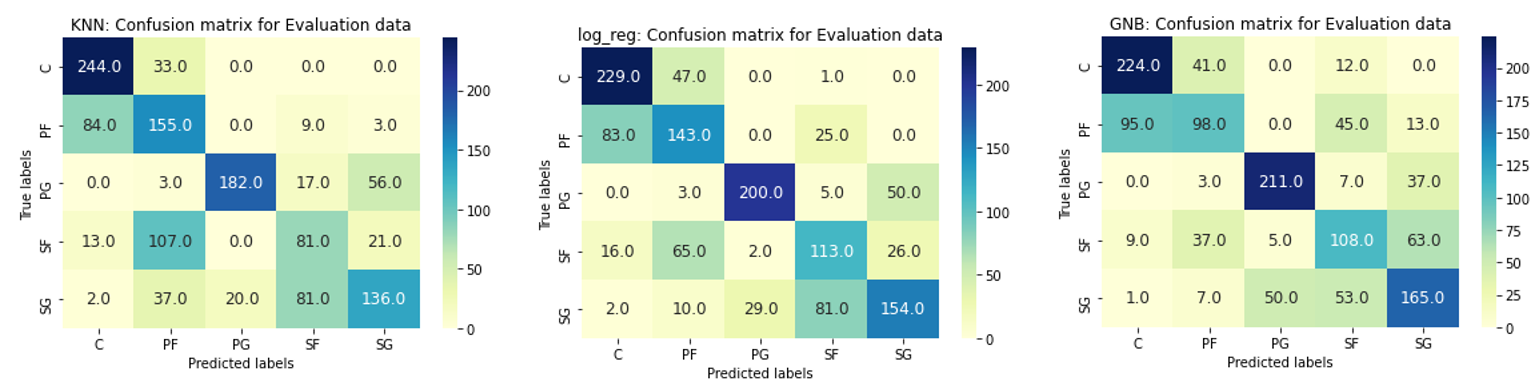 KNN: Confusion matrix for Evaluation data
C 244.0 33.0 0.0 0.0 0.0
PF 84.0 155.0 0.0 9.0 3.0
PG 0.0 3.0 182.0 17.0 56.0
SF 13.0 107.0 0.0 81.0 21.0
SG 2.0 37.0 20.0 81.0 136.0
C PF PG SF SG
True labels
Predicted labels
200
150
100
50
0
log_reg: Confusion matrix for Evaluation data
C 229.0 47.0 0.0 1.0 0.0
PF 83.0 143.0 0.0 25.0 0.0
PG 0.0 3.0 200.0 5.0 50.0
SF 16.0 65.0 2.0 113.0 26.0
SG 2.0 10.0 29.0 81.0 154.0
C PF PG SF SG
True labels
Predicted labels
200
150
100
50
0
GNB: Confusion matrix for Evaluation data
C 224.0 41.0 0.0 12.0 0.0
PF 95.0 98.0 0.0 45.0 13.0
PG 0.0 3.0 211.0 7.0 37.0
SF 9.0 37.0 5.0 108.0 63.0
SG 1.0 7.0 50.0 53.0 165.0
C PF PG SF SG
True labels
Predicted labels
200
175
150
125
100
75
50
25
0